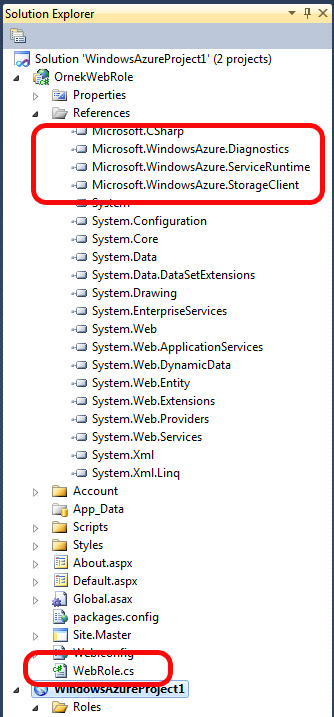 Solution Explorer
Solution 'WindowsAzureProject1' (2 projects)
OrnekWebRole
Properties
References
Microsoft.CSharp
Microsoft.WindowsAzure.Diagnostics
Microsoft.WindowsAzure.ServiceRuntime
Microsoft.WindowsAzure.StorageClient
System
System.Configuration
System.Core
System.Data
System.Data.DataSetExtensions
System.Drawing
System.EnterpriseServices
System.Web
System.Web.ApplicationServices
System.Web.DynamicData
System.Web.Entity
System.Web.Extensions
System.Web.Providers
System.Web.Services
System.Xml
System.Xml.Linq
Account
App_Data
Scripts
Styles
About.aspx
Default.aspx
Global.asax
packages.config
Site.Master
Web.config
WebRole.cs
WindowsAzureProject1
Roles